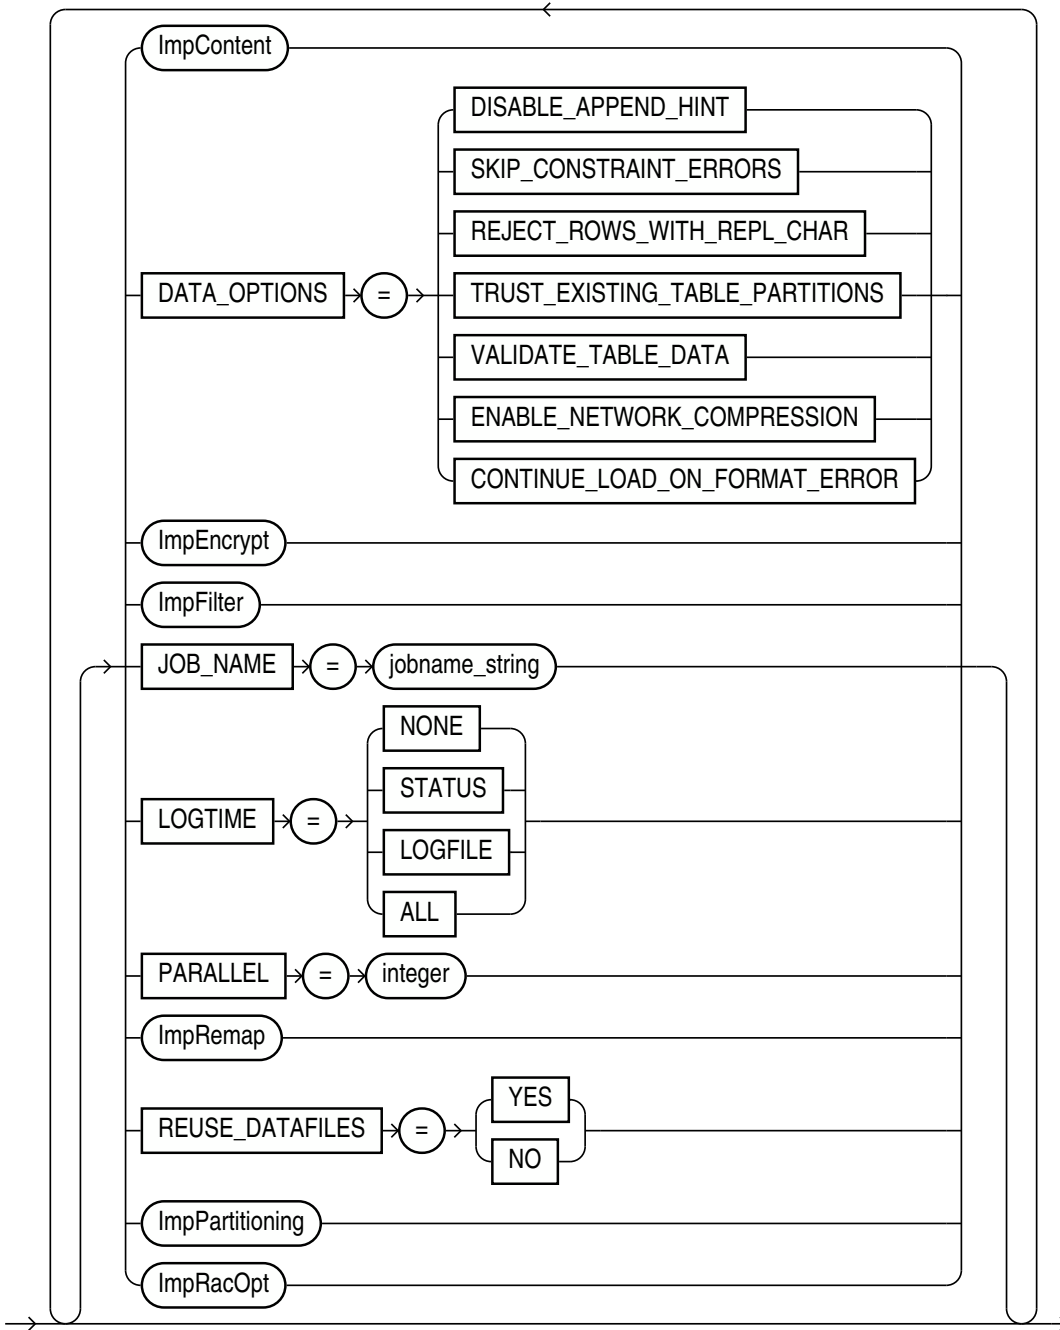 ImpContent
DISABLE_APPEND_HINT
SKIP_CONSTRAINT_ERRORS
REJECT_ROWS_WITH_REPL_CHAR
DATA_OPTIONS = TRUST_EXISTING_TABLE_PARTITIONS
VALIDATE_TABLE_DATA
ENABLE_NETWORK_COMPRESSION
CONTINUE_LOAD_ON_FORMAT_ERROR
ImpEncrypt
ImpFilter
JOB_NAME = jobname_string
NONE
STATUS
LOGTIME =
LOGFILE
ALL
PARALLEL = integer
ImpRemap
YES
REUSE_DATAFILES =
NO
ImpPartitioning
ImpRacOpt